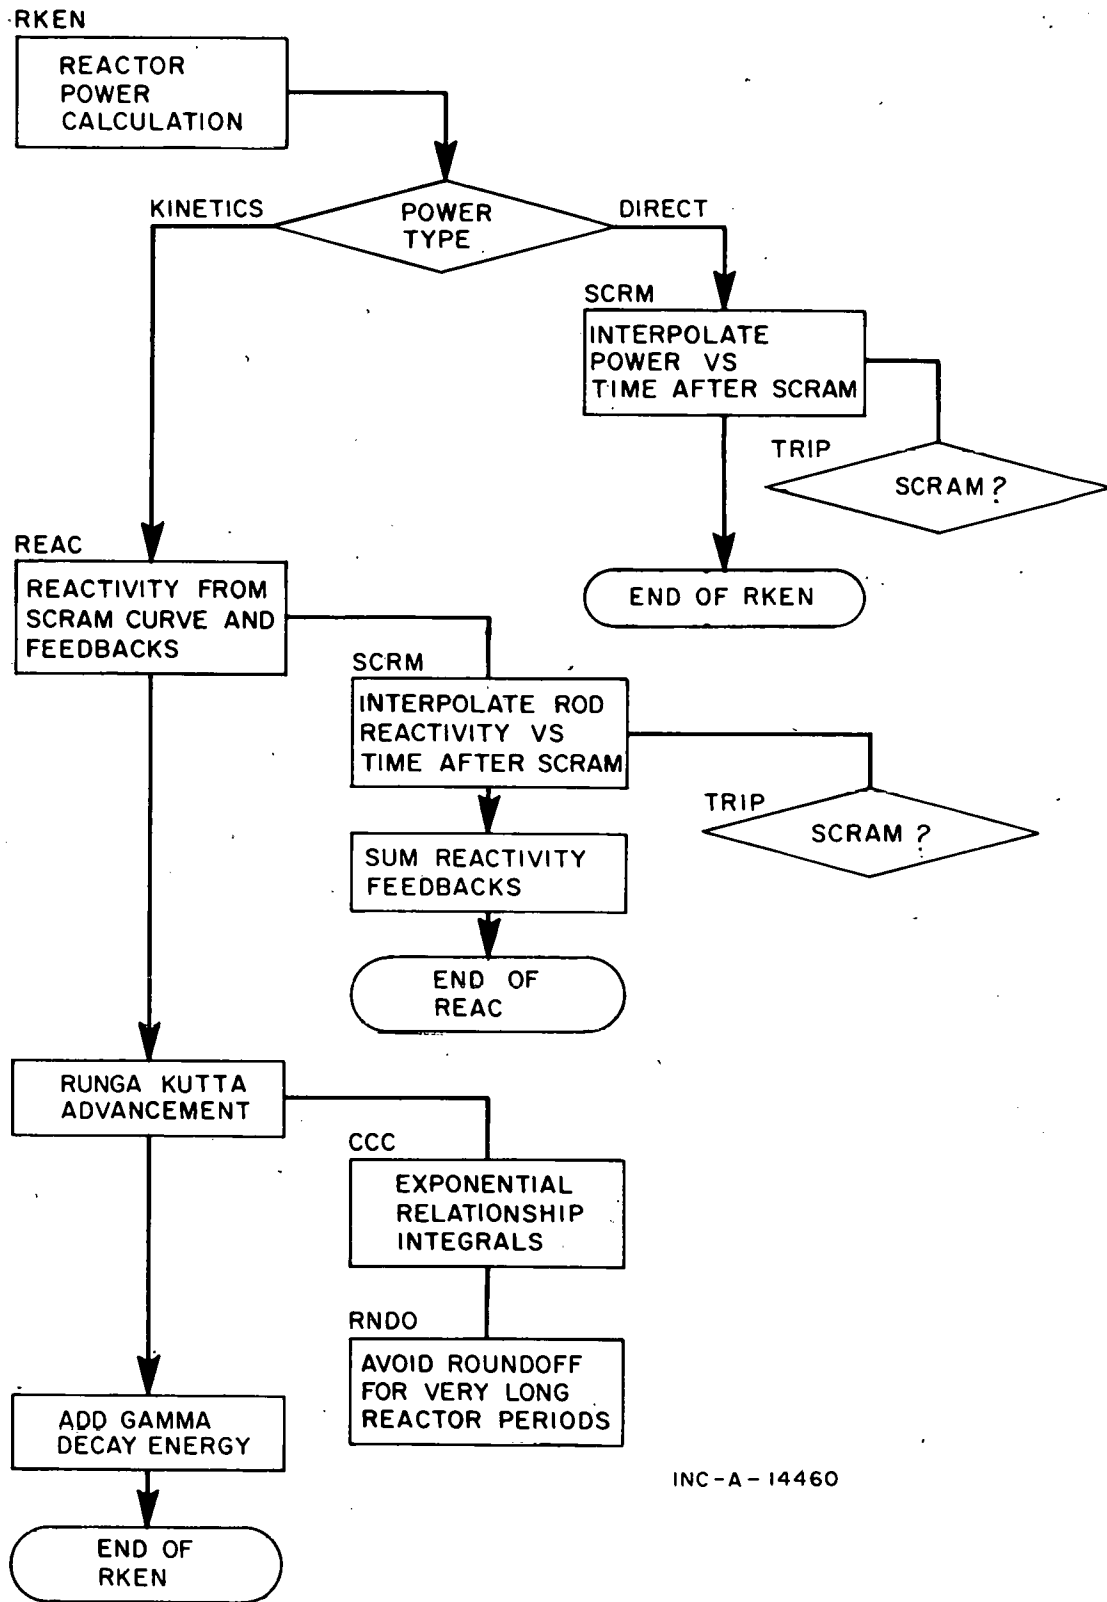 RKEN
REACTOR
POWER
CALCULATION
KINETICS
POWER
TYPE
DIRECT
SCRM
INTERPOLATE
POWER VS
TIME AFTER SCRAM
TRIP
SCRAM?
END OF RKEN
REAC
REACTIVITY FROM
SCRAM CURVE AND
FEEDBACKS
SCRM
INTERPOLATE ROD
REACTIVITY VS
TIME AFTER SCRAM
TRIP
SCRAM?
SUM REACTIVITY
FEEDBACKS
END OF
REAC
RUNGA KUTTA
ADVANCEMENT
CCC
EXPONENTIAL
RELATIONSHIP
INTEGRALS
RNDO
AVOID ROUNDOFF
FOR VERY LONG
REACTOR PERIODS
ADD GAMMA
DECAY ENERGY
END OF
RKEN
INC-A-14460